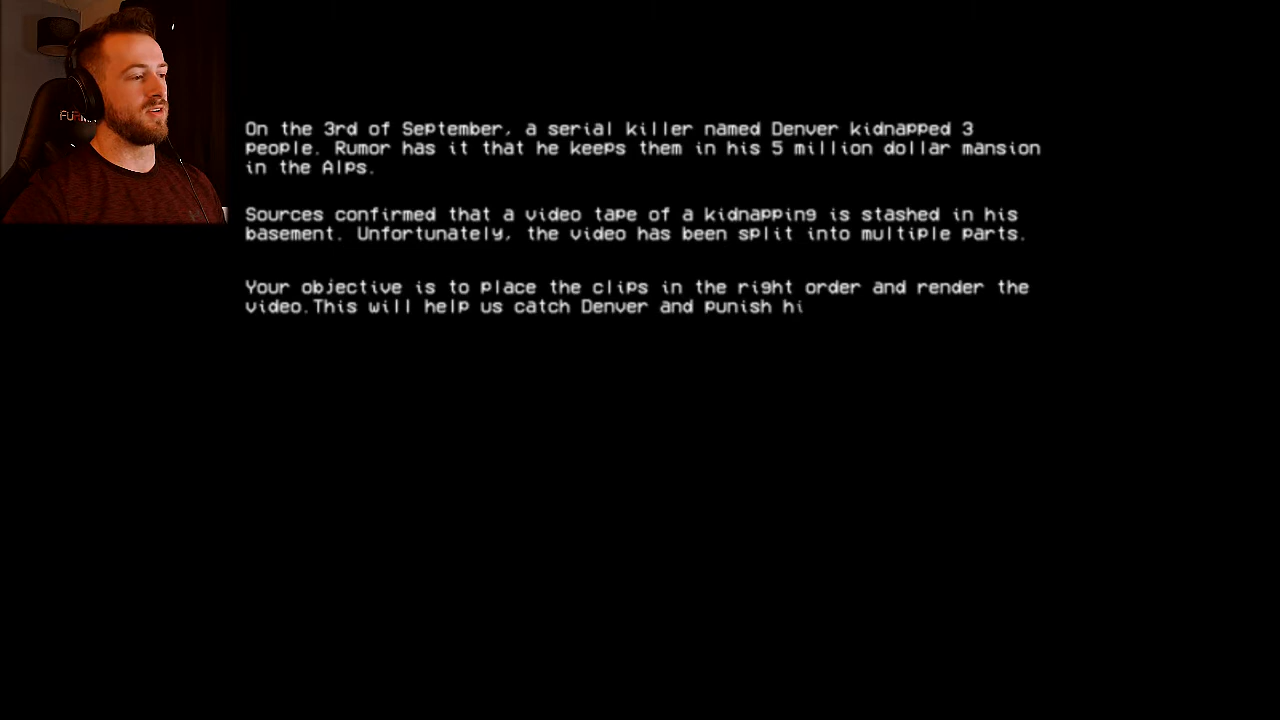 On the 3rd of September, a serial killer named Denver kidnapped 3
people. Rumor has it that he keeps them in his 5 million dollar mansion
in the Alps.
Sources confirmed that a video tape of a kidnapping is stashed in his
basement. Unfortunately, the video has been split into multiple parts.
Your objective is to place the clips in the right order and render the
video.This will help us catch Denver and punish hi